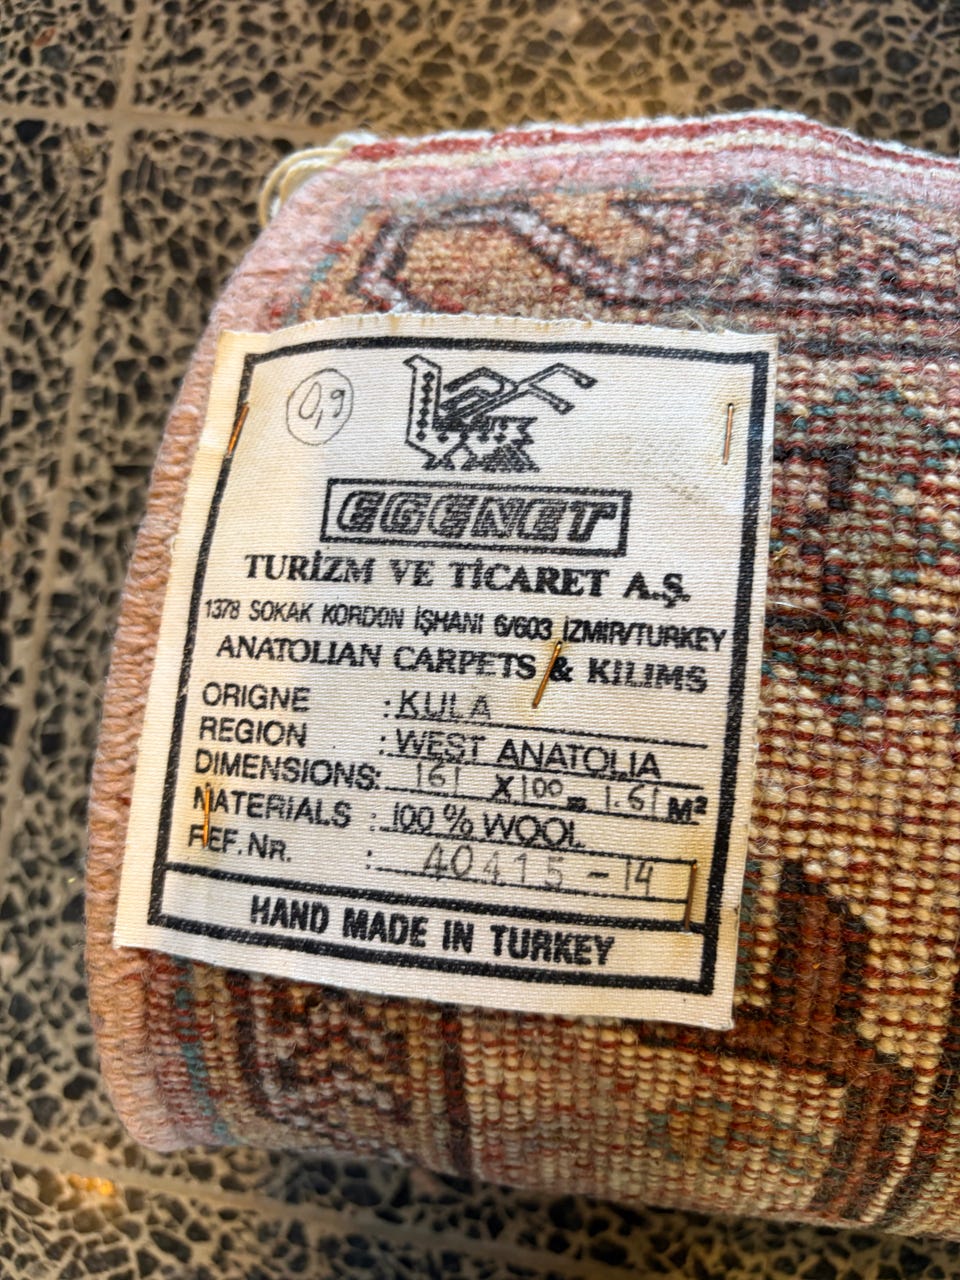 0,9
EGENET
TURİZM VE TİCARET A.Ş.
1378 SOKAK KORDON İŞHANI 6/603 İZMİR/TURKEY
ANATOLIAN CARPETS & KILIMS
ORIGNE : KULA
REGION : WEST ANATOLIA
DIMENSIONS: 161 X 100 = 1.61 M²
MATERIALS : 100 % WOOL
REF. NR. : 40415-14
HAND MADE IN TURKEY